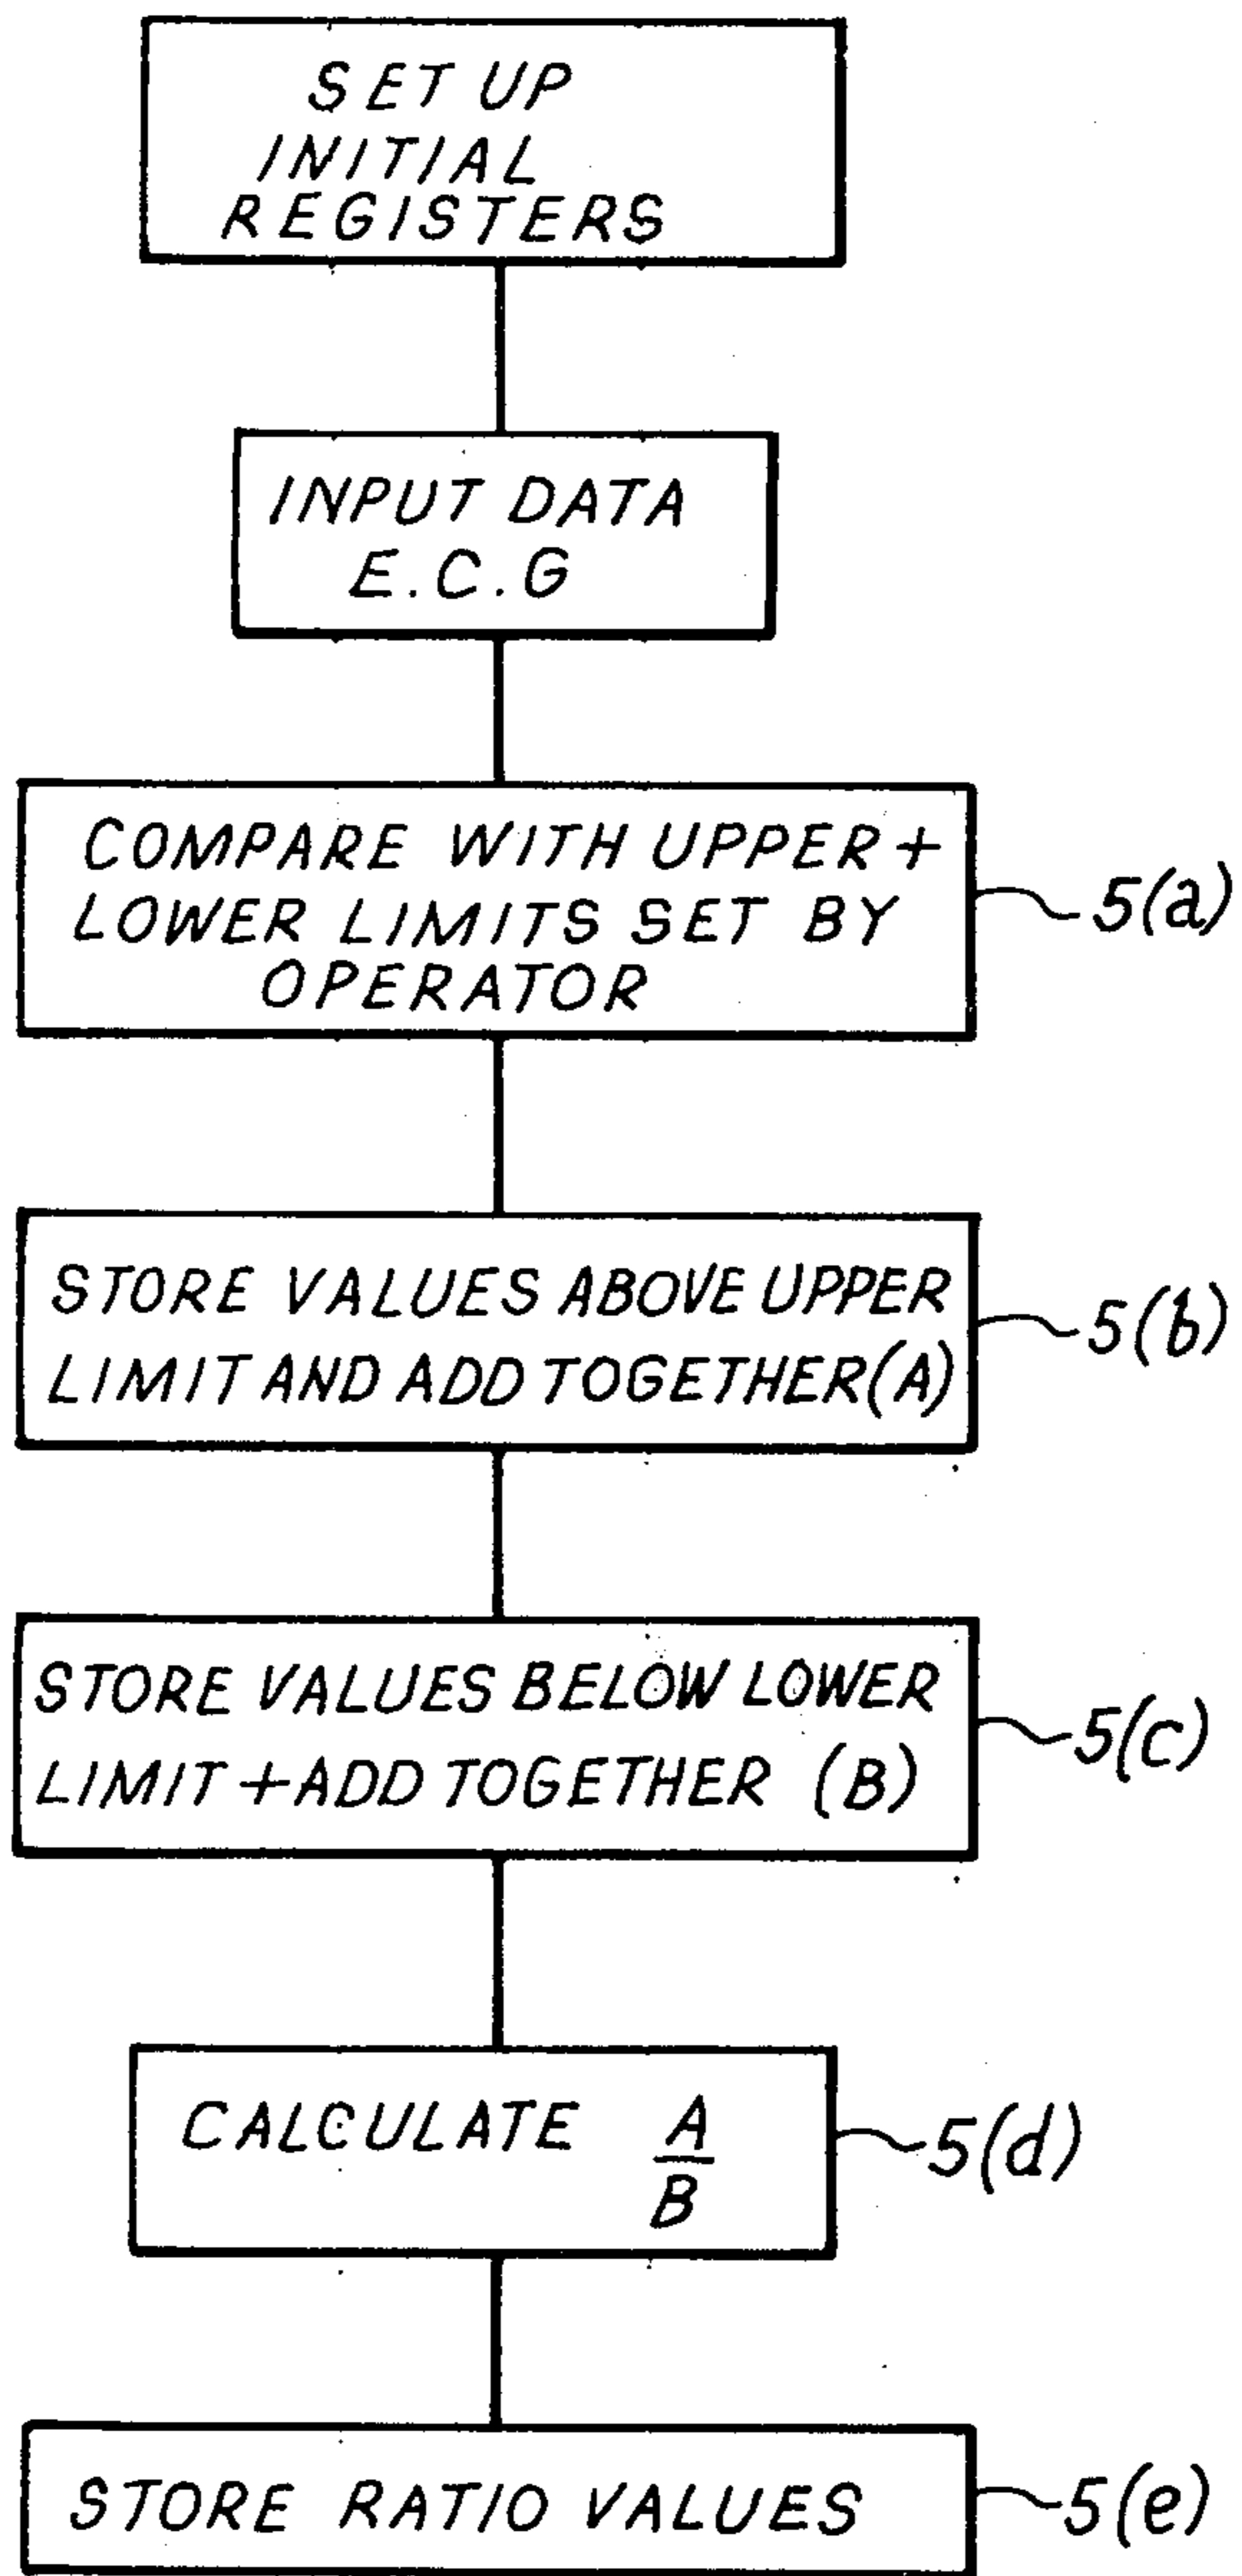 SET UP
INITIAL
REGISTERS
INPUT DATA
E.C.G
COMPARE WITH UPPER +
LOWER LIMITS SET BY
OPERATOR
5(a)
STORE VALUES ABOVE UPPER
LIMIT AND ADD TOGETHER (A)
5(b)
STORE VALUES BELOW LOWER
LIMIT + ADD TOGETHER (B)
5(c)
CALCULATE A
B
5(d)
STORE RATIO VALUES
5(e)